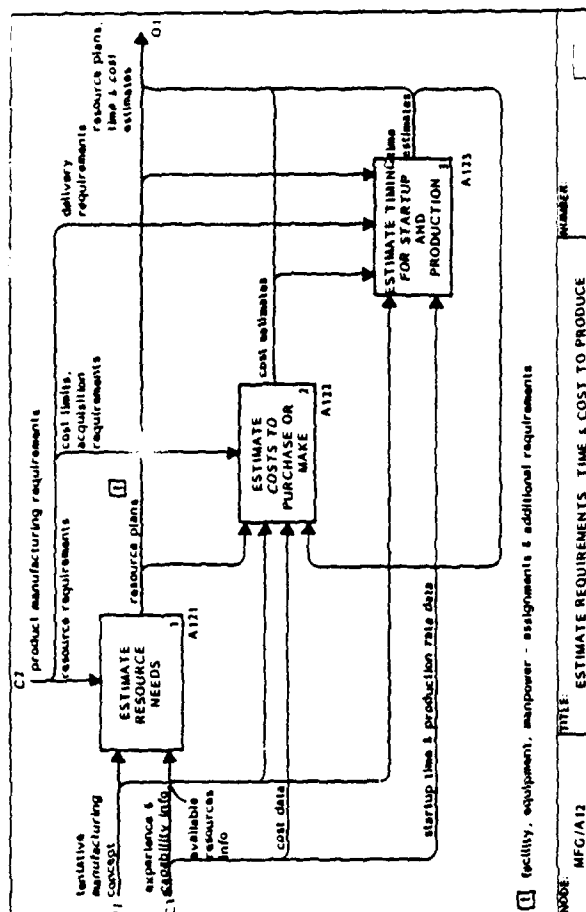 C2
product manufacturing requirements
resource requirements
cost limits,
acquisition
requirements
delivery
requirements
resource plans,
time & cost
estimates
O1
tentative
manufacturing
concept
experience &
capability info
available
resources
info
ESTIMATE
RESOURCE
NEEDS
1
A121
resource plans
1
ESTIMATE
COSTS TO
PURCHASE OR
MAKE
2
A122
cost estimates
cost data
ESTIMATE TIMING
FOR STARTUP
AND
PRODUCTION
A123
time
estimates
startup time & production rate data
1 facility, equipment, manpower - assignments & additional requirements
NODE: MFG/A12
TITLE: ESTIMATE REQUIREMENTS, TIME & COST TO PRODUCE
NUMBER: